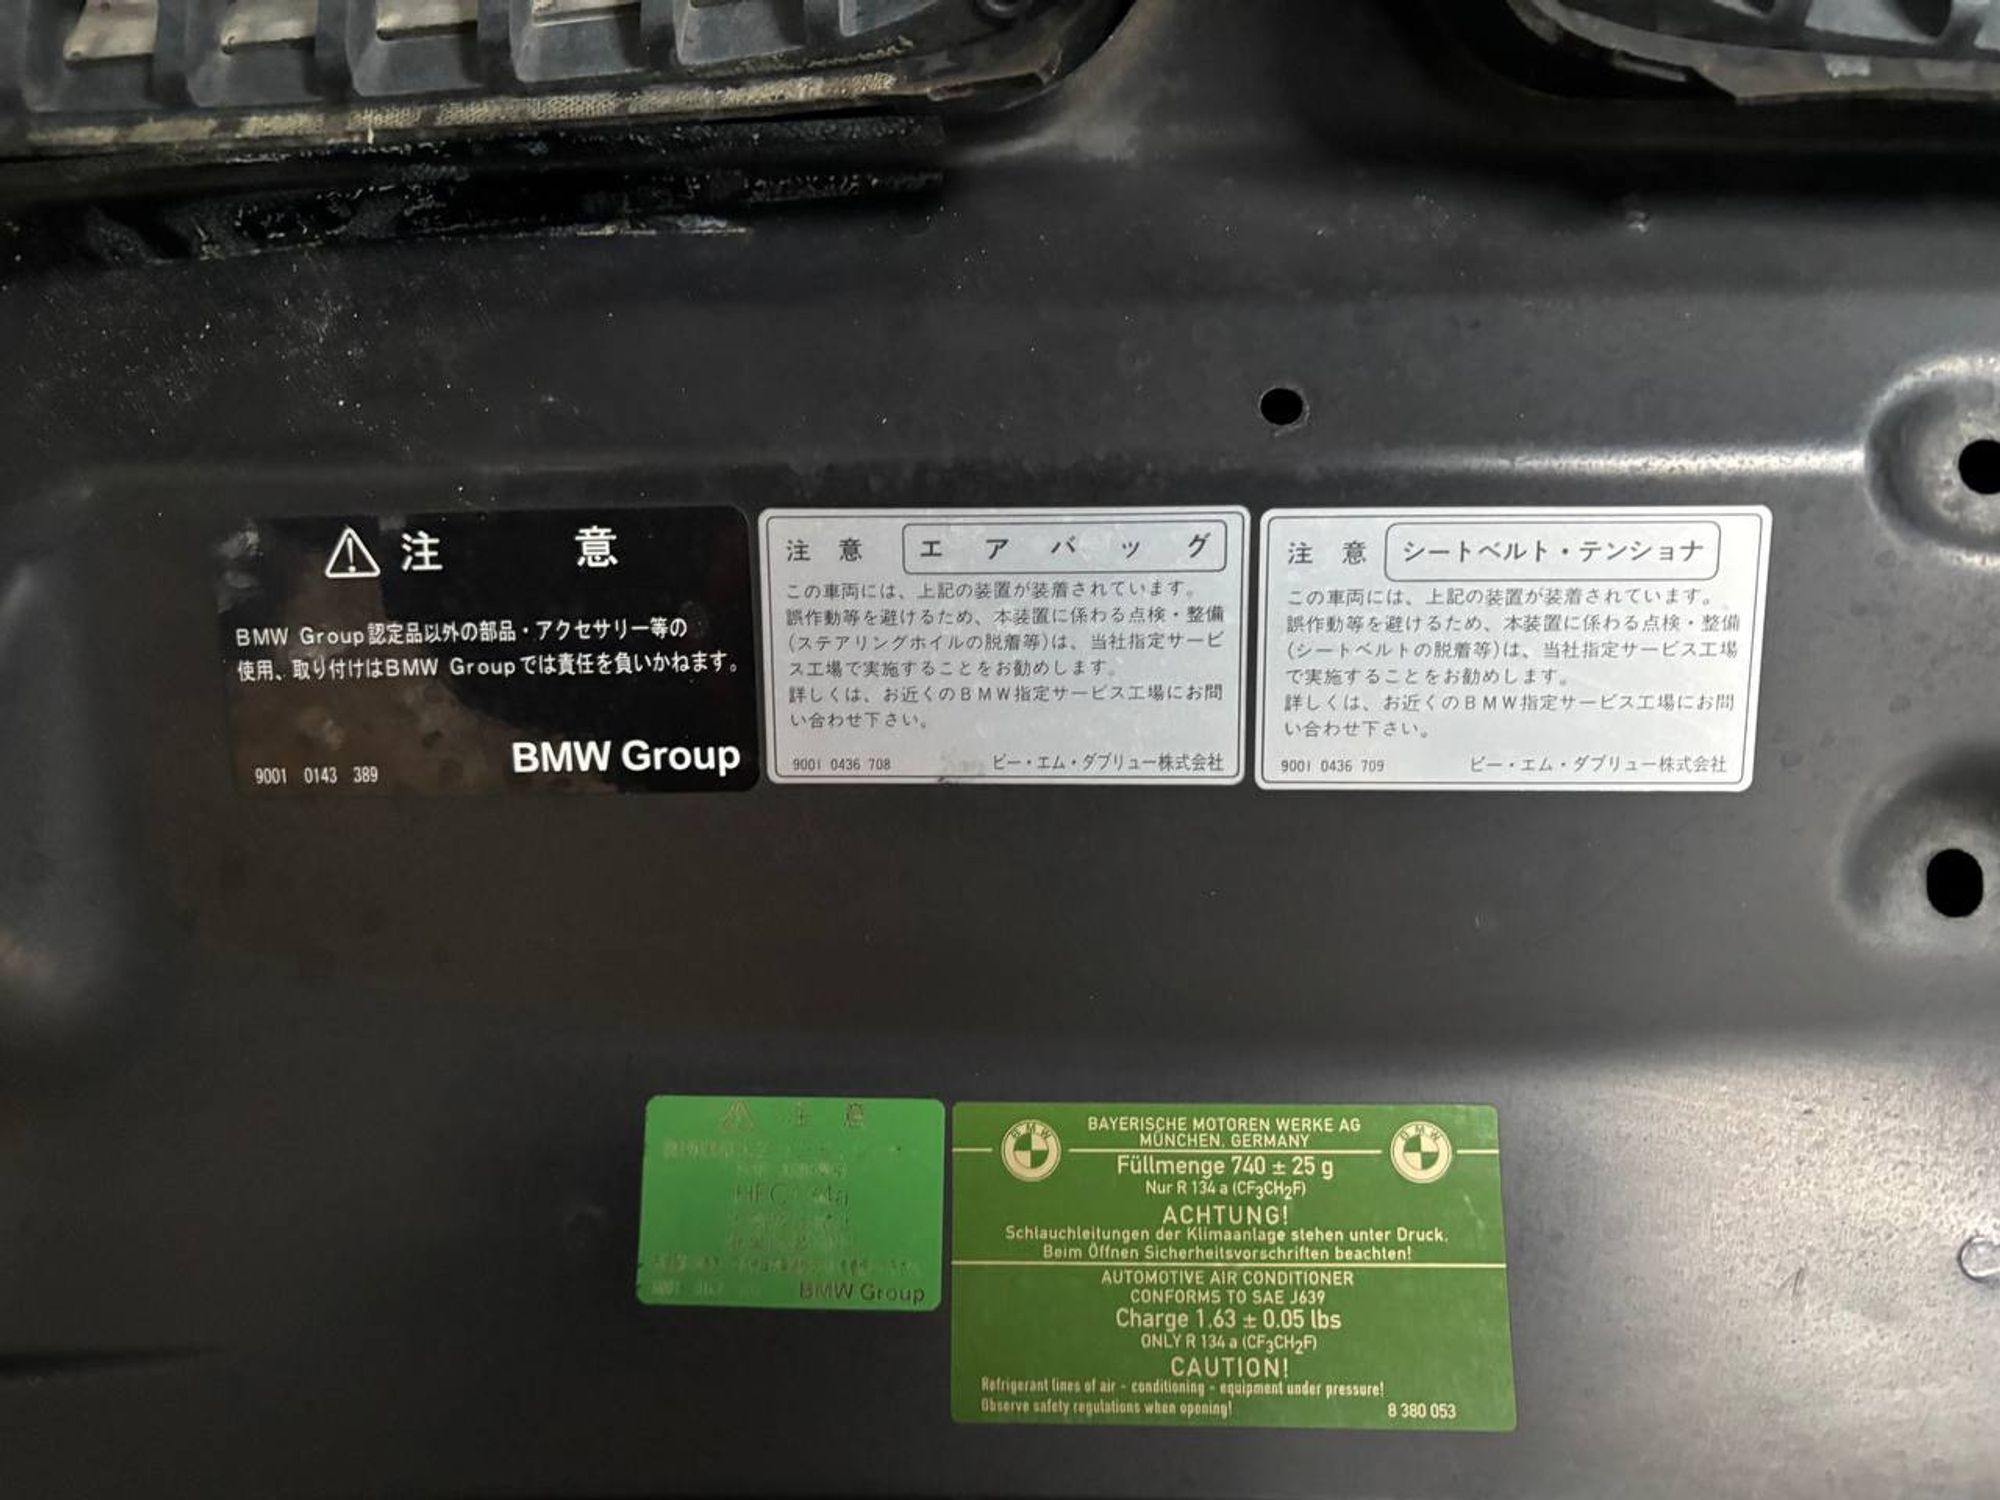 注 意
BMW Group認定品以外の部品・アクセサリー等の
使用、取り付けはBMW Groupでは責任を負いかねます。
BMW Group
9001 0143 389
注 意 エアバッグ
この車両には、上記の装置が装着されています。
誤作動等を避けるため、本装置に係わる点検・整備
(ステアリングホイルの脱着等)は、当社指定サービ
ス工場で実施することをお勧めします。
詳しくは、お近くのBMW指定サービス工場にお問
い合わせ下さい。
9001 0436 708 ビー・エム・ダブリュー株式会社
注 意 シートベルト・テンショナ
この車両には、上記の装置が装着されています。
誤作動等を避けるため、本装置に係わる点検・整備
(シートベルトの脱着等)は、当社指定サービス工場
で実施することをお勧めします。
詳しくは、お近くのBMW指定サービス工場にお問
い合わせ下さい。
9001 0436 709 ビー・エム・ダブリュー株式会社
注 意
BMW Group
BMW
BMW
BAYERISCHE MOTOREN WERKE AG
MÜNCHEN, GERMANY
Füllmenge 740 ± 25 g
Nur R 134 a (CF3CH2F)
ACHTUNG!
Schlauchleitungen der Klimaanlage stehen unter Druck.
Beim Öffnen Sicherheitsvorschriften beachten!
AUTOMOTIVE AIR CONDITIONER
CONFORMS TO SAE J639
Charge 1.63 ± 0.05 lbs
ONLY R 134 a (CF3CH2F)
CAUTION!
Refrigerant lines of air - conditioning - equipment under pressure!
Observe safety regulations when opening!
8 380 053